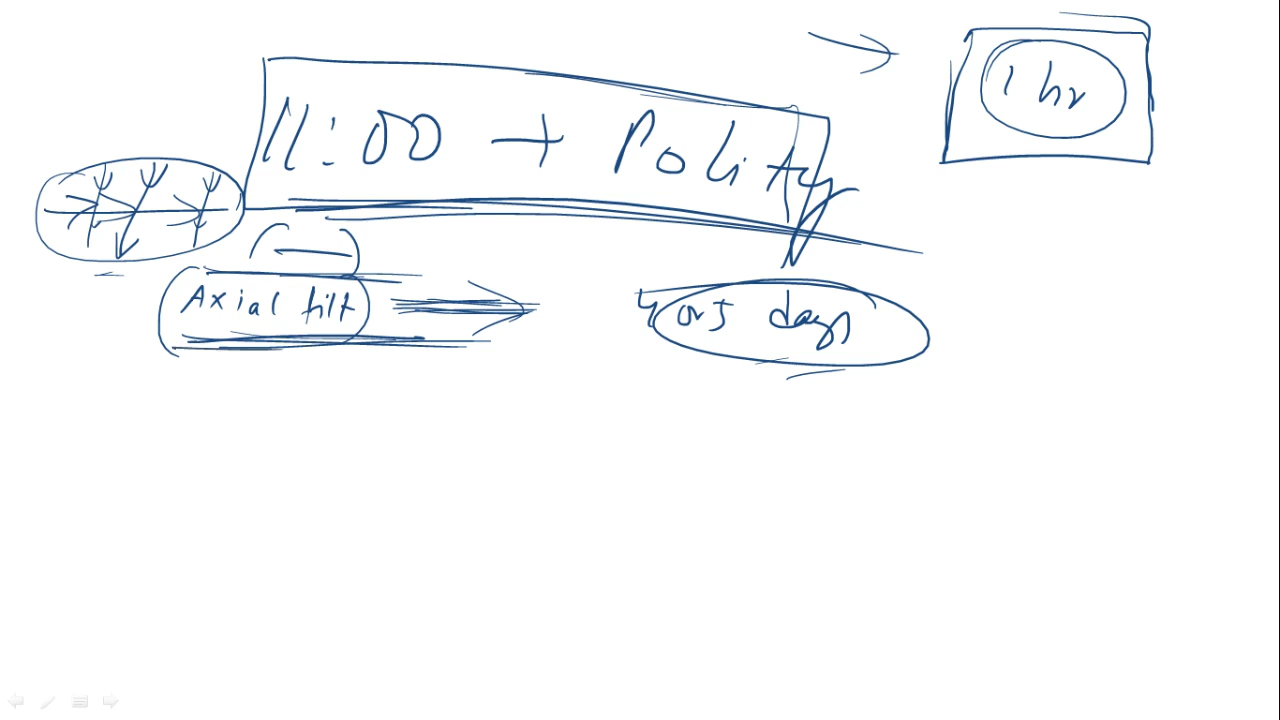 1 hr
11:00 → Polity
Axial tilt
4 or 5 days